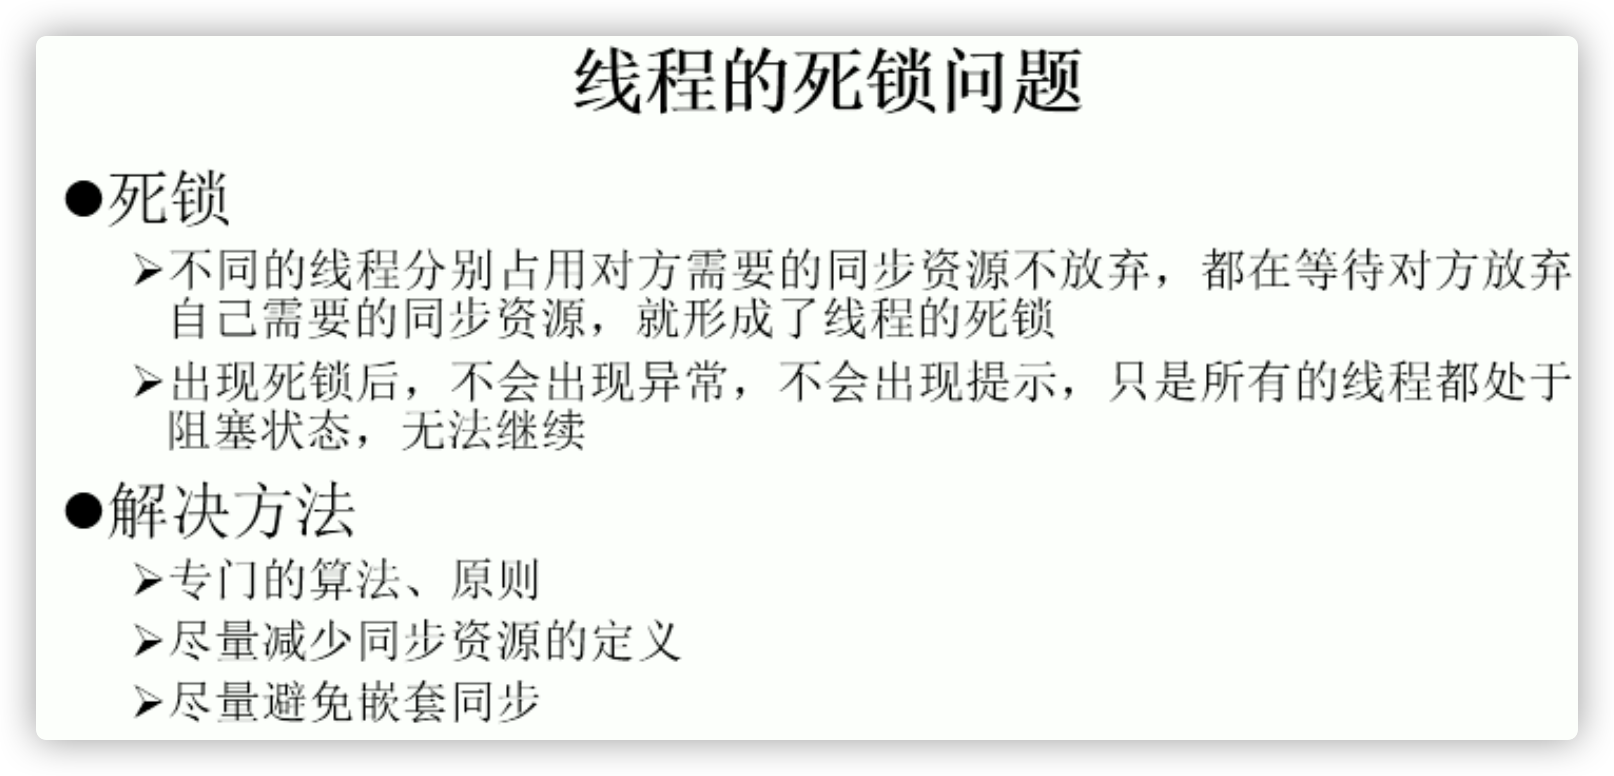 线程的死锁问题
●死锁
➢不同的线程分别占用对方需要的同步资源不放弃，都在等待对方放弃
自己需要的同步资源，就形成了线程的死锁
➢出现死锁后，不会出现异常，不会出现提示，只是所有的线程都处于
阻塞状态，无法继续
●解决方法
➢专门的算法、原则
➢尽量减少同步资源的定义
➢尽量避免嵌套同步